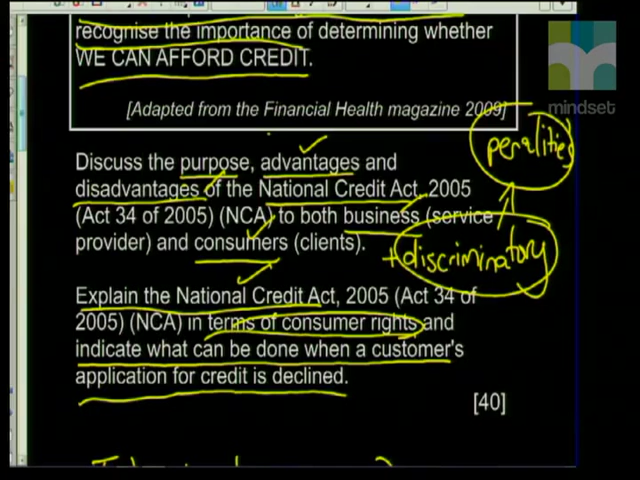 recognise the importance of determining whether
WE CAN AFFORD CREDIT.
[Adapted from the Financial Health magazine 2009]
mindset
penalities
Discuss the purpose, advantages and
disadvantages of the National Credit Act, 2005
(Act 34 of 2005) (NCA) to both business (service
provider) and consumers (clients).
+discriminatory
Explain the National Credit Act, 2005 (Act 34 of
2005) (NCA) in terms of consumer rights and
indicate what can be done when a customer's
application for credit is declined.
[40]